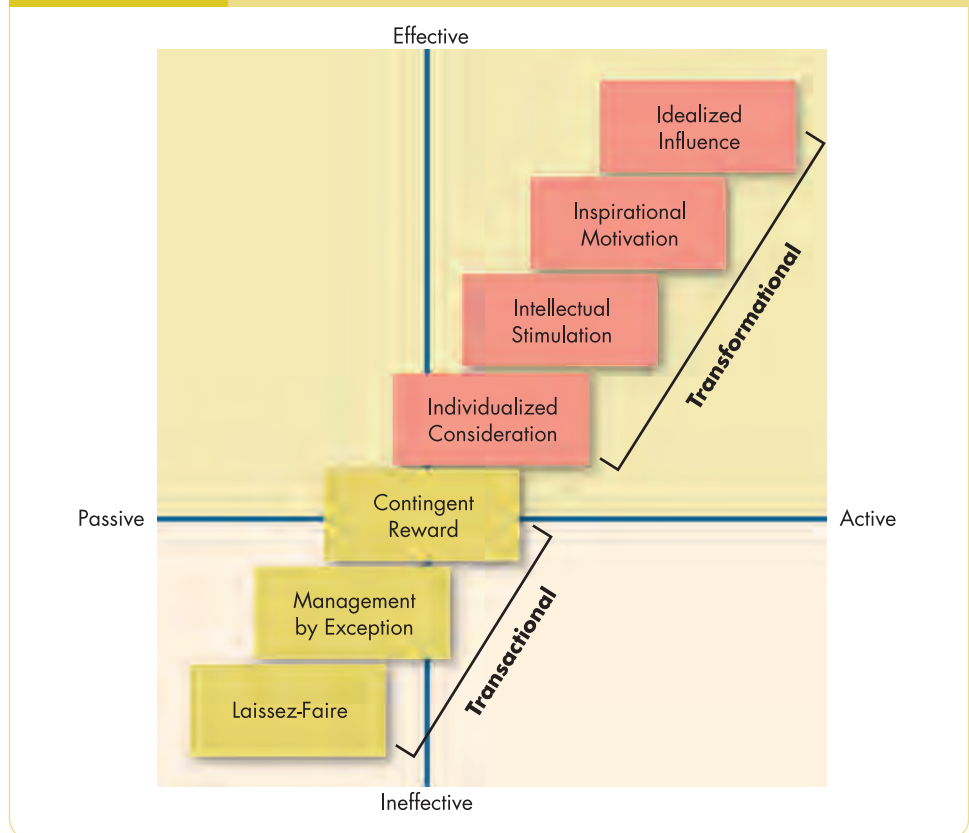 Effective
Idealized
Influence
Inspirational
Motivation
Intellectual
Stimulation
Transformational
Individualized
Consideration
Contingent
Reward
Passive
Active
Management
by Exception
Transactional
Laissez-Faire
Ineffective